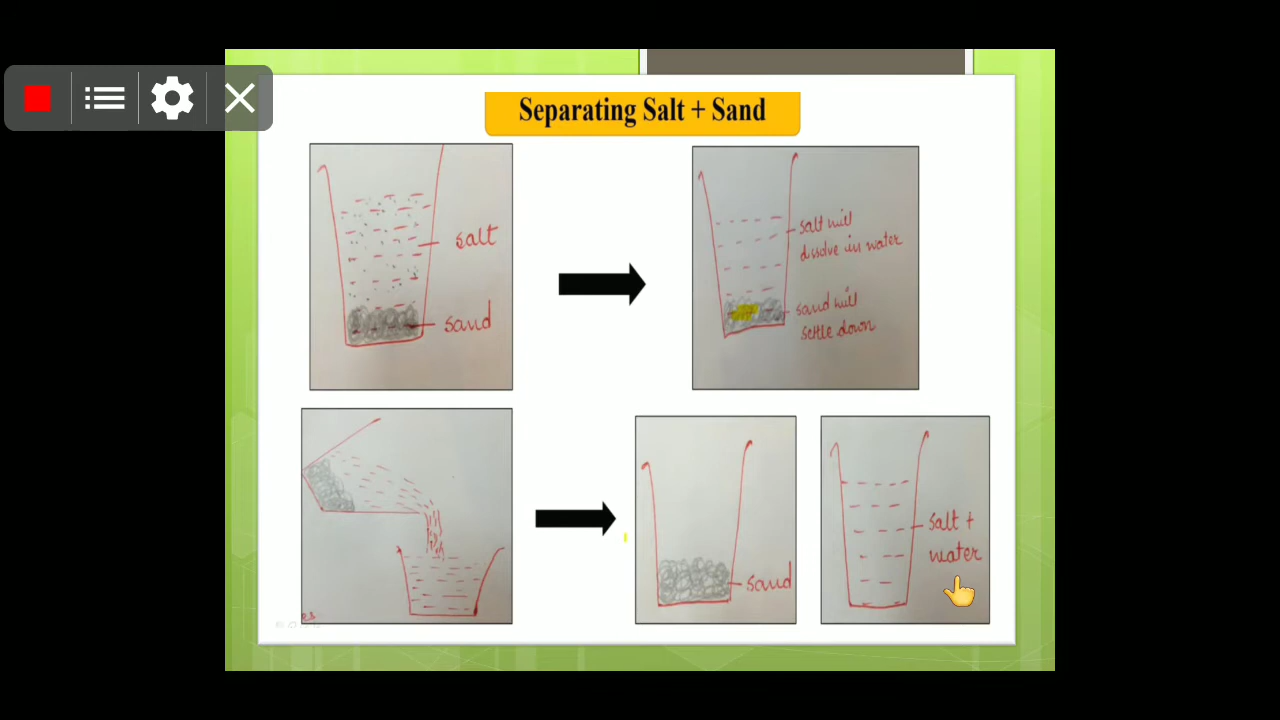 Separating Salt + Sand
salt
sand
salt will
dissolve in water
sand will
settle down
sand
salt +
water